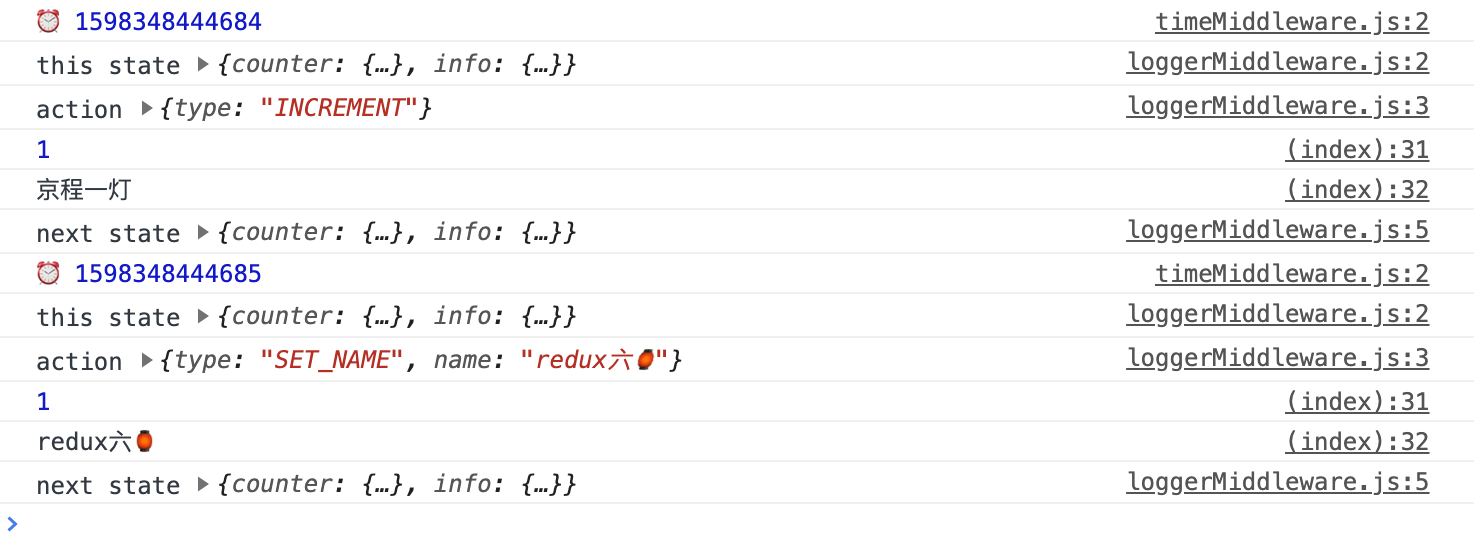 ⏰ 1598348444684 timeMiddleware.js:2
this state ▶{counter: {…}, info: {…}} loggerMiddleware.js:2
action ▶{type: "INCREMENT"} loggerMiddleware.js:3
1 (index):31
京程一灯 (index):32
next state ▶{counter: {…}, info: {…}} loggerMiddleware.js:5
⏰ 1598348444685 timeMiddleware.js:2
this state ▶{counter: {…}, info: {…}} loggerMiddleware.js:2
action ▶{type: "SET_NAME", name: "redux六🏮"} loggerMiddleware.js:3
1 (index):31
redux六🏮 (index):32
next state ▶{counter: {…}, info: {…}} loggerMiddleware.js:5
>